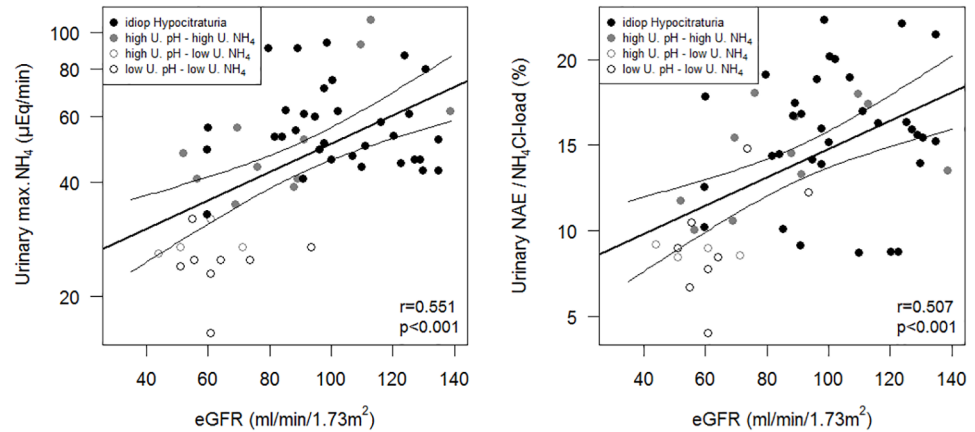 idiop Hypocitraturia
high U. pH - high U. NH4
high U. pH - low U. NH4
low U. pH - low U. NH4
100
80
60
40
20
Urinary max.NH4 (µEq/min)
r=0.551
p<0.001
40 60 80 100 120 140
eGFR (ml/min/1.73m²)
idiop Hypocitraturia
high U. pH - high U. NH4
high U. pH - low U. NH4
low U. pH - low U. NH4
20
15
10
5
Urinary NAE / NH4Cl-load (%)
r=0.507
p<0.001
40 60 80 100 120 140
eGFR (ml/min/1.73m²)